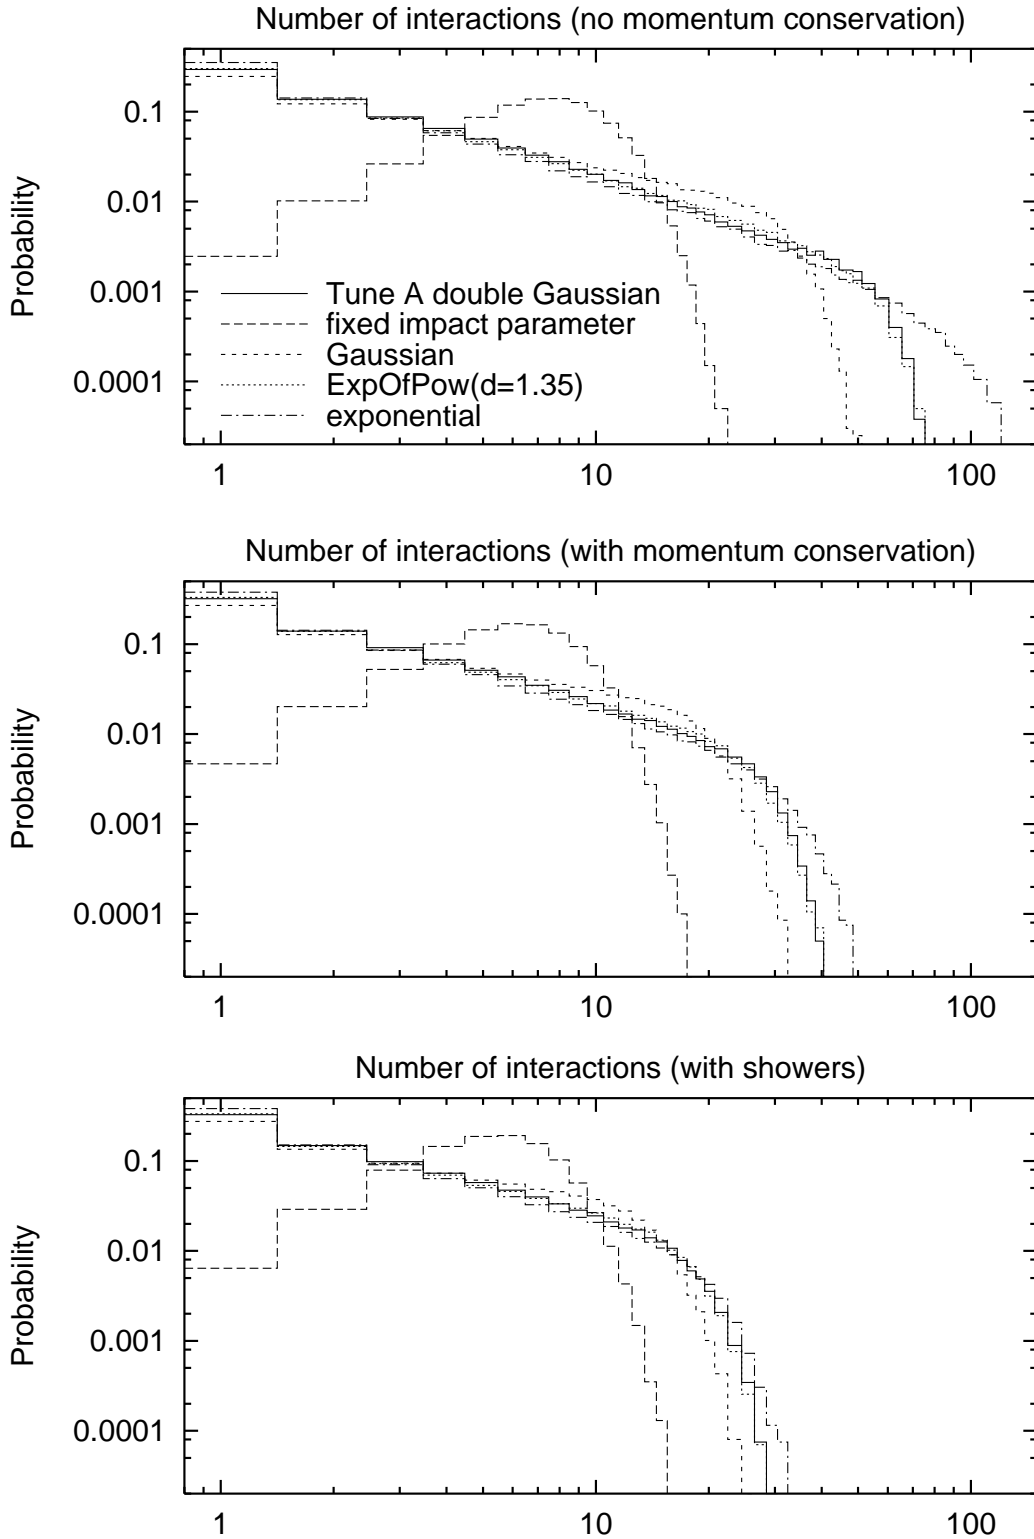 Number of interactions (no momentum conservation)
Probability
0.1
0.01
0.001
0.0001
Tune A double Gaussian
fixed impact parameter
Gaussian
ExpOfPow(d=1.35)
exponential
1 10 100
Number of interactions (with momentum conservation)
Probability
0.1
0.01
0.001
0.0001
1 10 100
Number of interactions (with showers)
Probability
0.1
0.01
0.001
0.0001
1 10 100